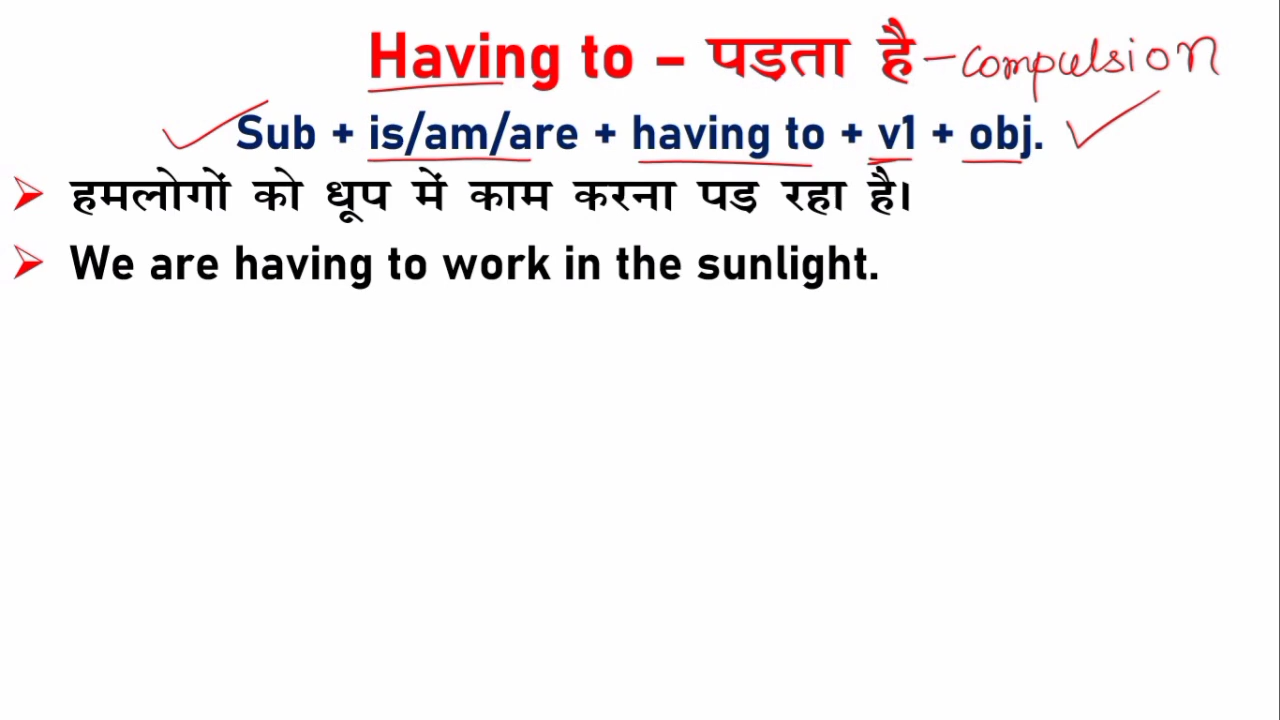 Having to – पड़ता है – compulsion
Sub + is/am/are + having to + v1 + obj.
हमलोगों को धूप में काम करना पड़ रहा है।
We are having to work in the sunlight.